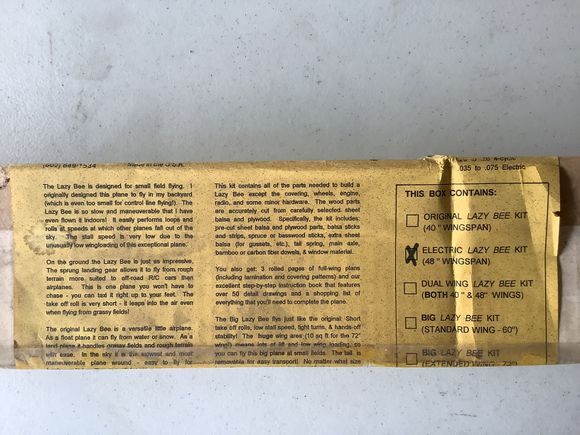 Made in the U.S.A.
.035 to .075 Electric
The Lazy Bee is designed for small field flying. I
originally designed this plane to fly in my backyard
(which is even too small for control line flying!). The
Lazy Bee is so slow and maneuverable that I have
even flown it indoors! It easily performs loops and
rolls at speeds at which other planes fall out of the
sky. The stall speed is very low due to the
unusually low wingloading of this exceptional plane.
On the ground the Lazy Bee is just as impressive.
The sprung landing gear allows it to fly from rough
terrain more suited to off-road R/C cars than
airplanes. This is one plane you won't have to
chase - you can taxi it right up to your feet. The
take off roll is very short - it leaps into the air even
when flying from grassy fields!
The original Lazy Bee is a versatile little airplane.
As a float plane it can fly from water or snow. As a
land plane it handles grassy fields and rough terrain
with ease. In the sky it is the slowest and most
maneuverable plane around - easy to fly for
This kit contains all of the parts needed to build a
Lazy Bee except the covering, wheels, engine,
radio, and some minor hardware. The wood parts
are accurately cut from carefully selected sheet
balsa and plywood. Specifically, the kit includes:
pre-cut sheet balsa and plywood parts, balsa sticks
and strips, spruce or basswood sticks, extra sheet
balsa (for gussets, etc.), tail spring, main axle,
bamboo or carbon fiber dowels, & window material.
You also get: 3 rolled pages of full-wing plans
(including lamination and covering patterns) and our
excellent step-by-step instruction book that features
over 50 detail drawings and a shopping list of
everything that you'll need to complete the plane.
The Big Lazy Bee flys just like the original: Short
take off rolls, low stall speed, tight turns, & hands-off
stability! The huge wing area (10 sq ft for the 72"
wing!) means lots of lift and low wing loading, so
you can fly this big plane at small fields. The tail is
removable for easy transport! No matter what size
THIS BOX CONTAINS:
ORIGINAL LAZY BEE KIT
(40" WINGSPAN)
ELECTRIC LAZY BEE KIT
(48" WINGSPAN)
DUAL WING LAZY BEE KIT
(BOTH 40" & 48" WINGS)
BIG LAZY BEE KIT
(STANDARD WING - 60")
BIG LAZY BEE KIT
(EXTENDED WING - 72")